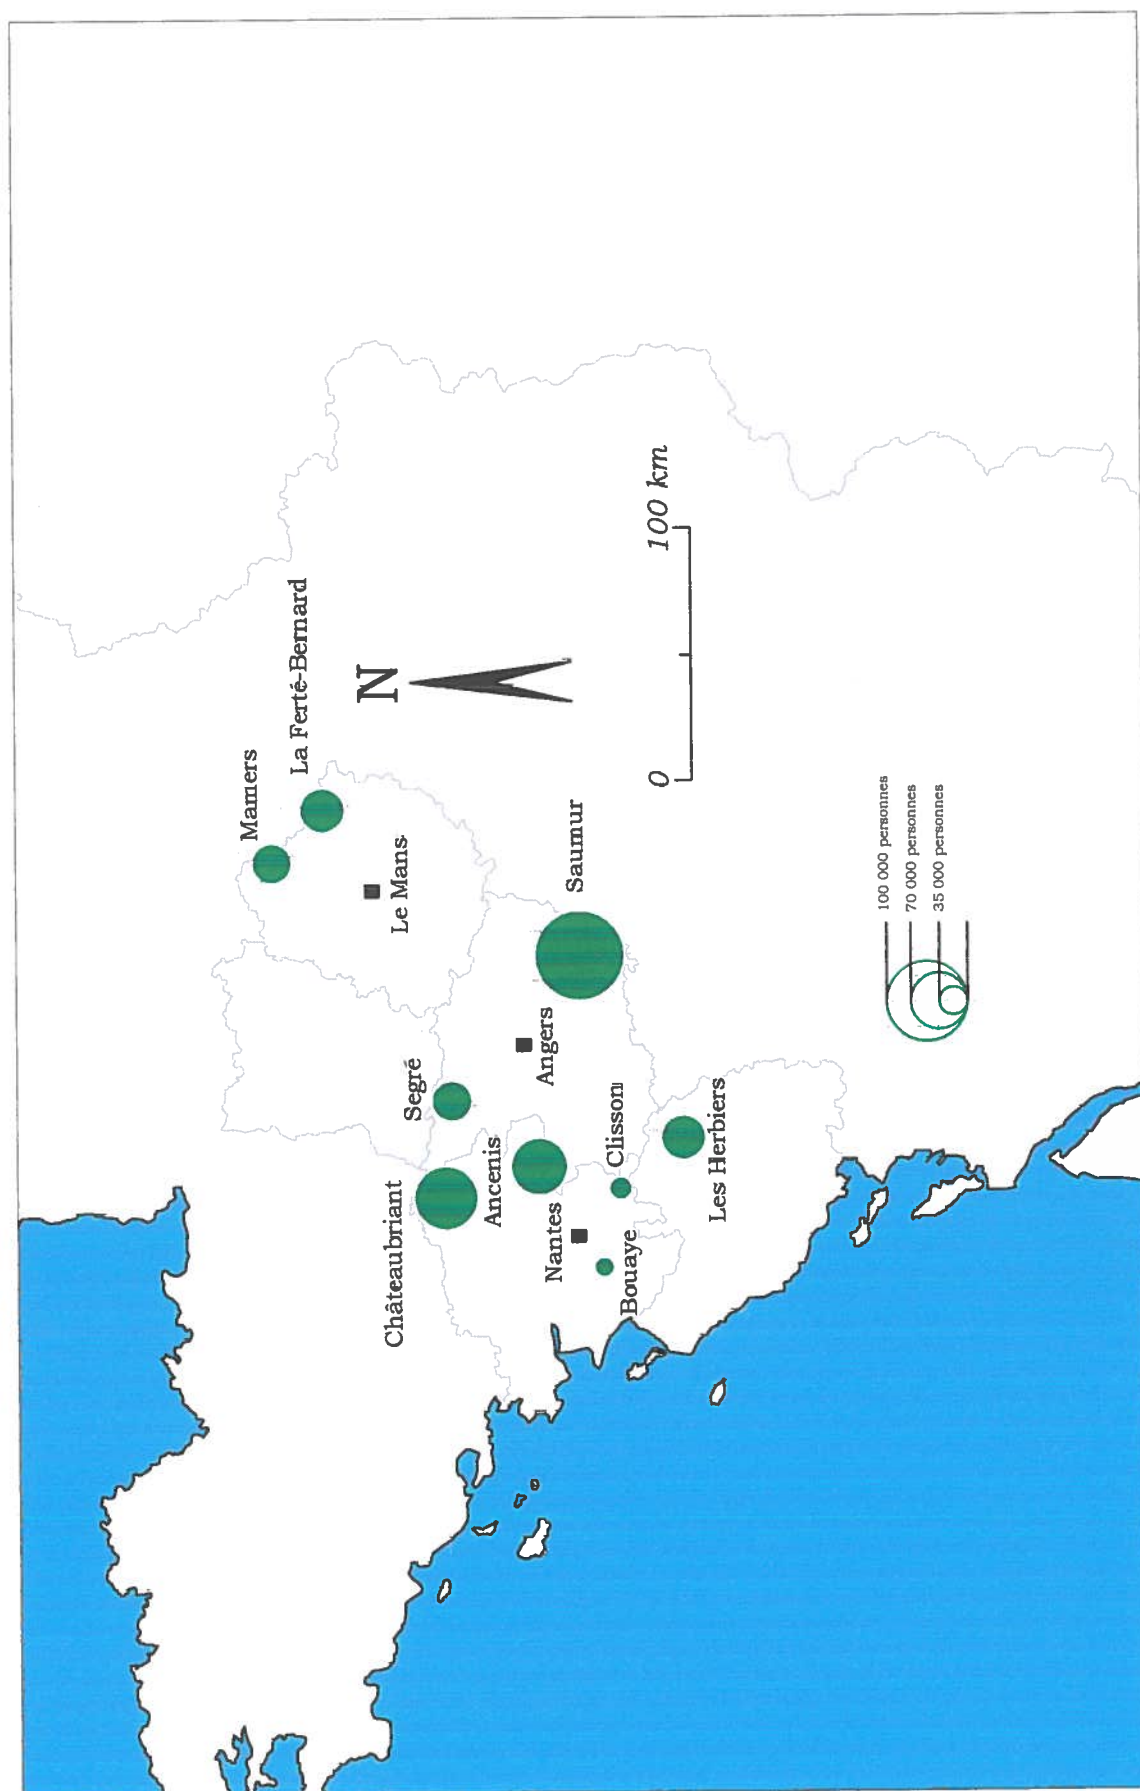 Mamers
La Ferté-Bernard
N
Le Mans
Châteaubriant
Segré
Ancenis
Angers
Saumur
Nantes
Bouaye
Clisson
Les Herbiers
0
100 km
100 000 personnes
70 000 personnes
35 000 personnes